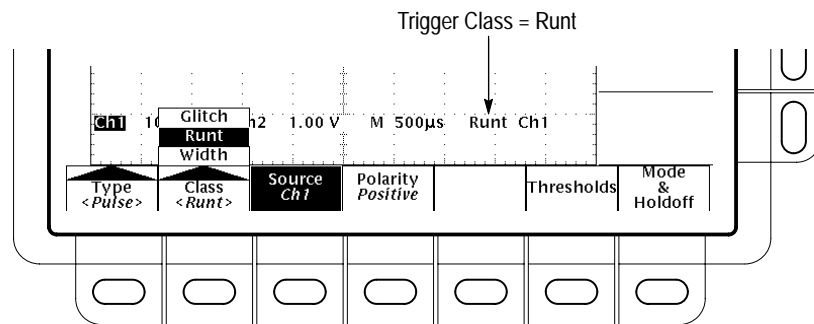 Trigger Class = Runt
Ch1 10 Glitch h2 1.00 V M 500µs Runt Ch1
Runt
Width
Type
<Pulse>
Class
<Runt>
Source
Ch1
Polarity
Positive
Thresholds
Mode
&
Holdoff